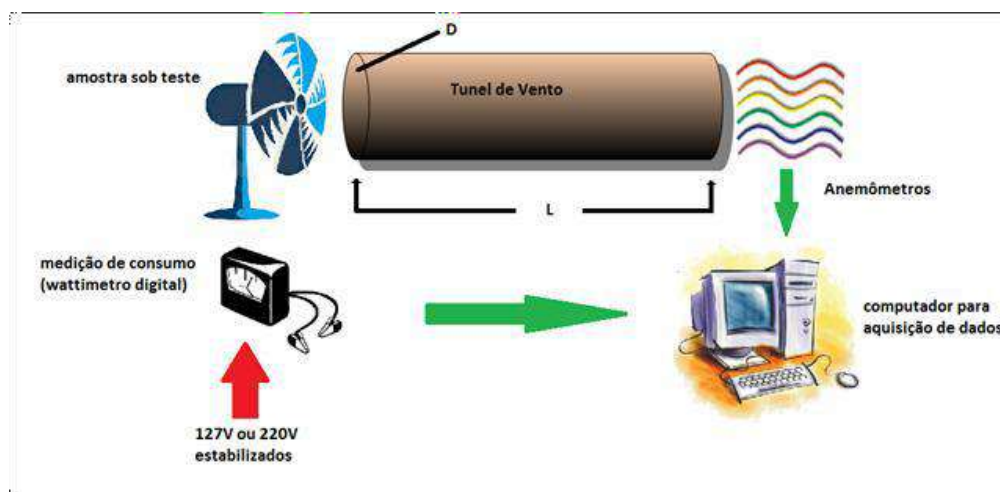 D
amostra sob teste
Tunel de Vento
Anemômetros
L
medição de consumo
(wattimetro digital)
computador para
aquisição de dados
127V ou 220V
estabilizados